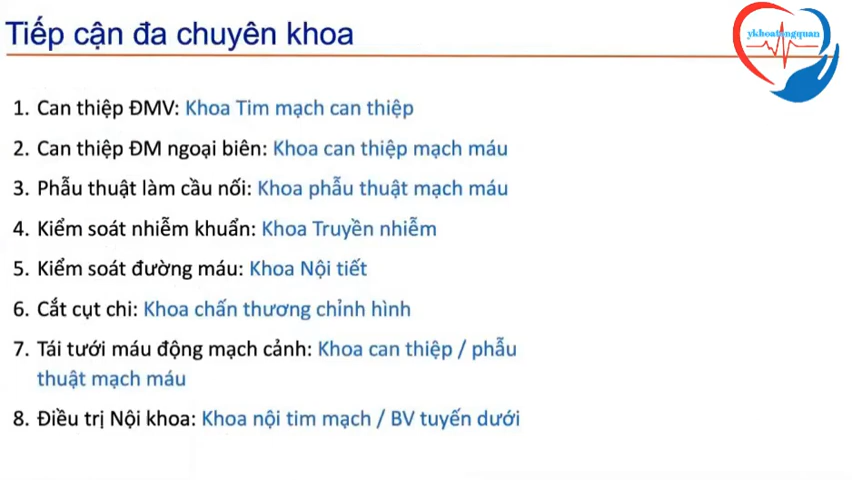 Tiếp cận đa chuyên khoa
ykhoatongquan
1. Can thiệp ĐMV: Khoa Tim mạch can thiệp
2. Can thiệp ĐM ngoại biên: Khoa can thiệp mạch máu
3. Phẫu thuật làm cầu nối: Khoa phẫu thuật mạch máu
4. Kiểm soát nhiễm khuẩn: Khoa Truyền nhiễm
5. Kiểm soát đường máu: Khoa Nội tiết
6. Cắt cụt chi: Khoa chấn thương chỉnh hình
7. Tái tưới máu động mạch cảnh: Khoa can thiệp / phẫu
thuật mạch máu
8. Điều trị Nội khoa: Khoa nội tim mạch / BV tuyến dưới